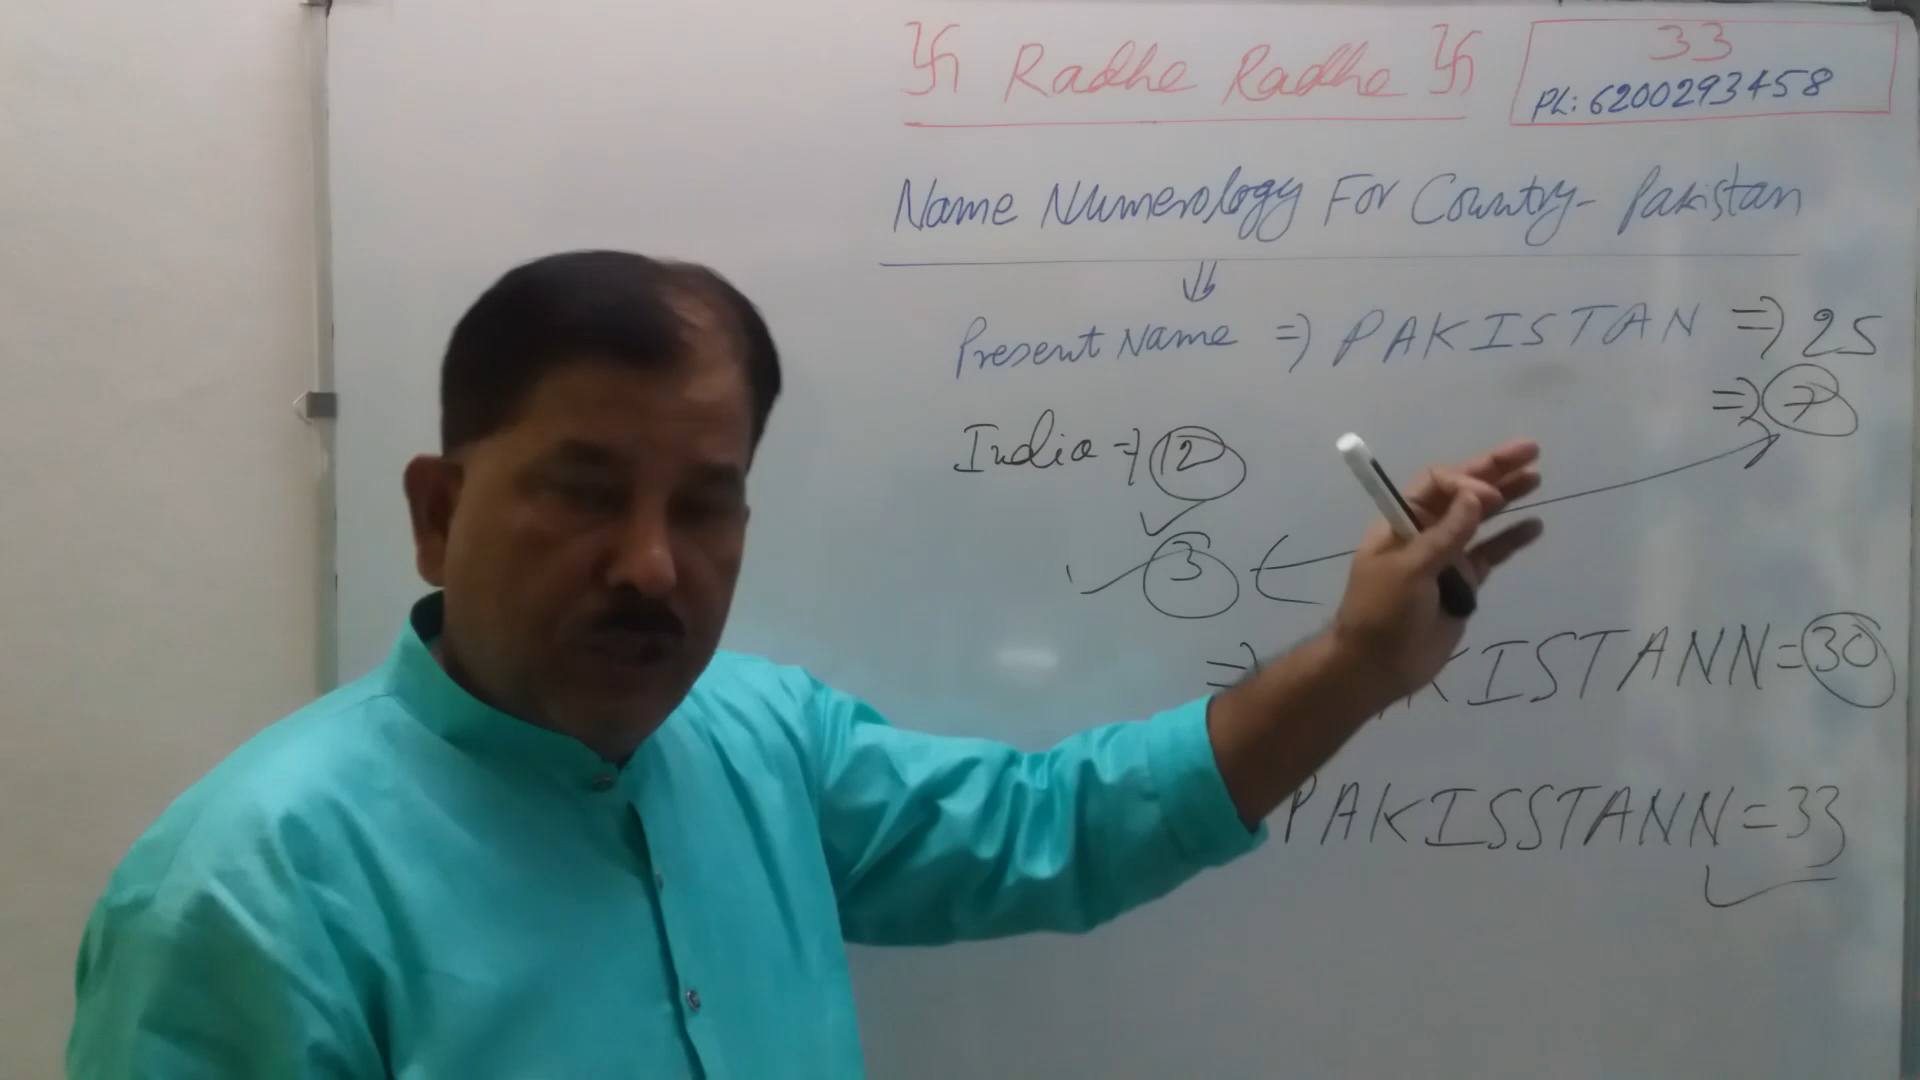 卐 Radhe Radhe 卐
33
Ph: 6200293458
Name Numerology For Country- Pakistan
Present Name => PAKISTAN => 25
=> 7
India => 12
3
=> KISTANN=30
PAKISSTANN=33